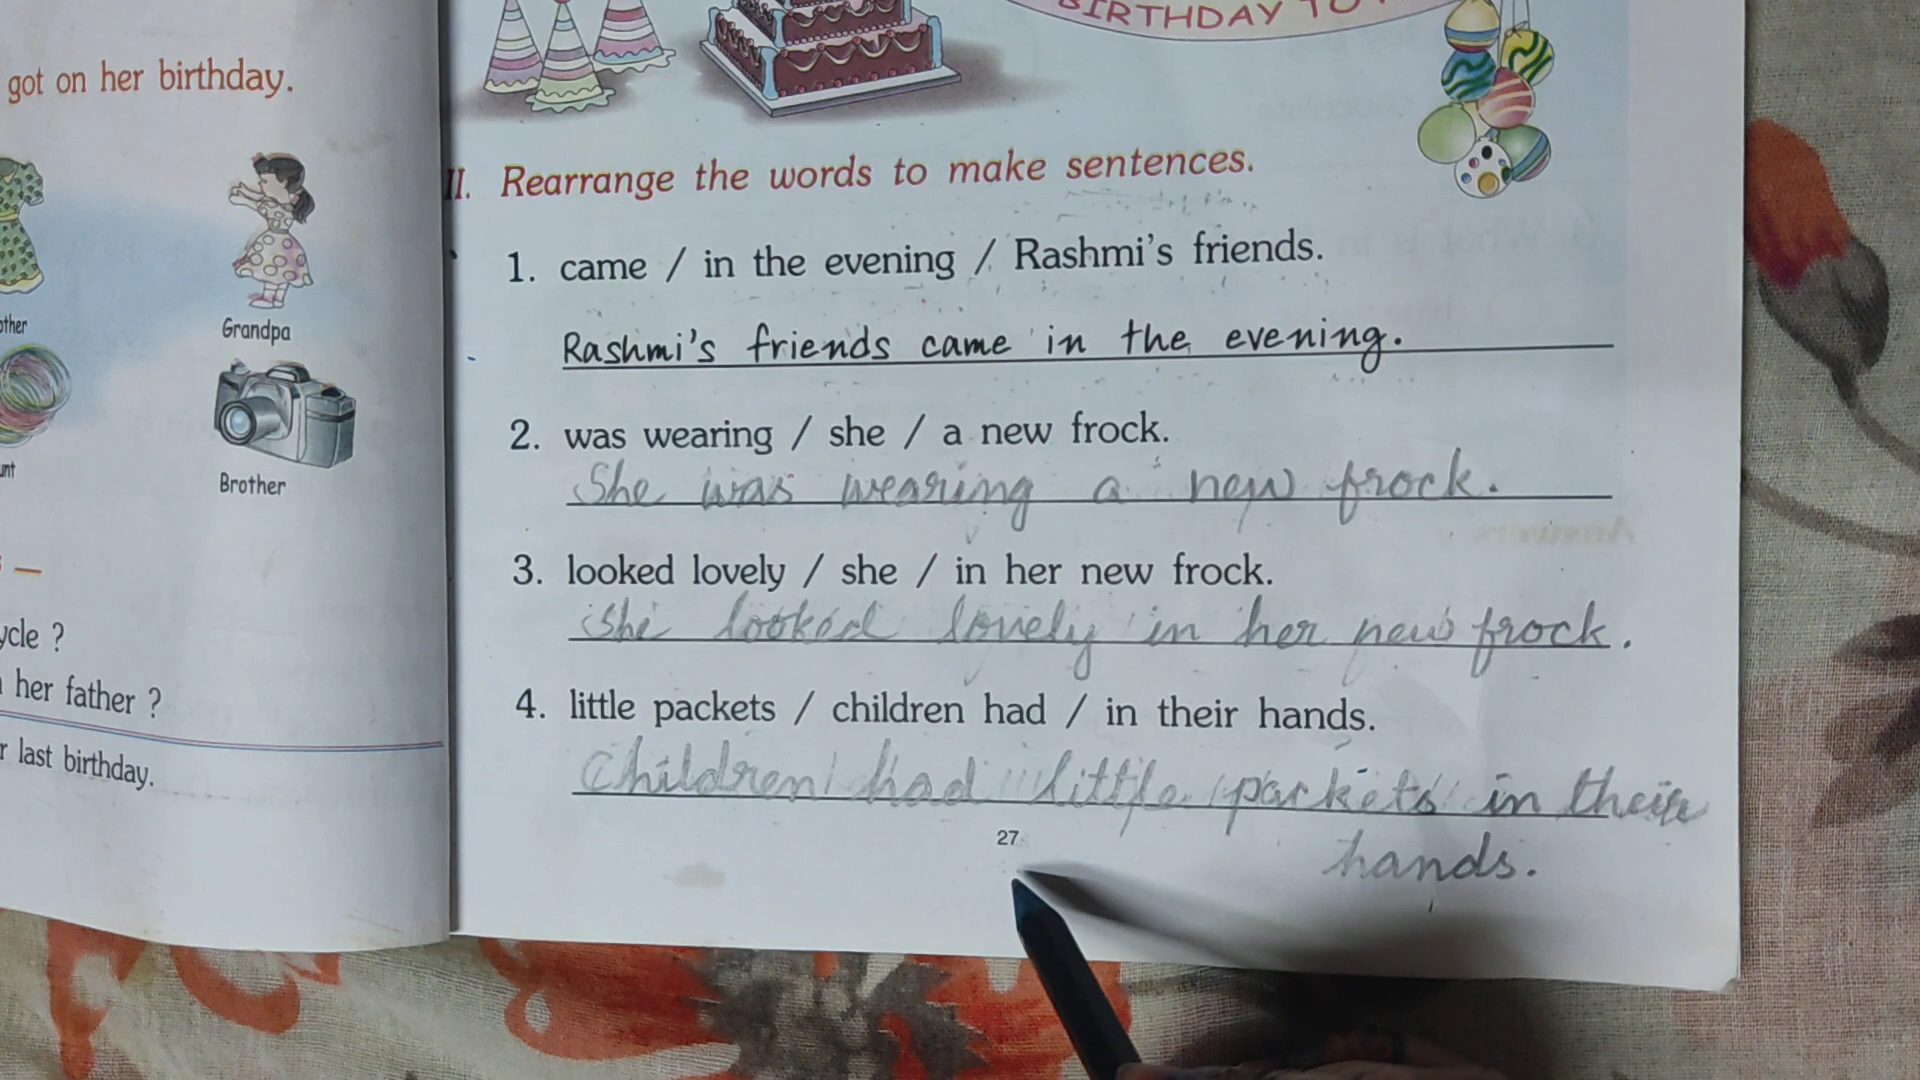 BIRTHDAY TO
got on her birthday.
Grandpa
Brother
her father ?
last birthday.
II. Rearrange the words to make sentences.
1. came / in the evening / Rashmi's friends.
Rashmi's friends came in the evening.
2. was wearing / she / a new frock.
She was wearing a new frock.
3. looked lovely / she / in her new frock.
She looked lovely in her new frock.
4. little packets / children had / in their hands.
Children had little packets in their
hands.
27